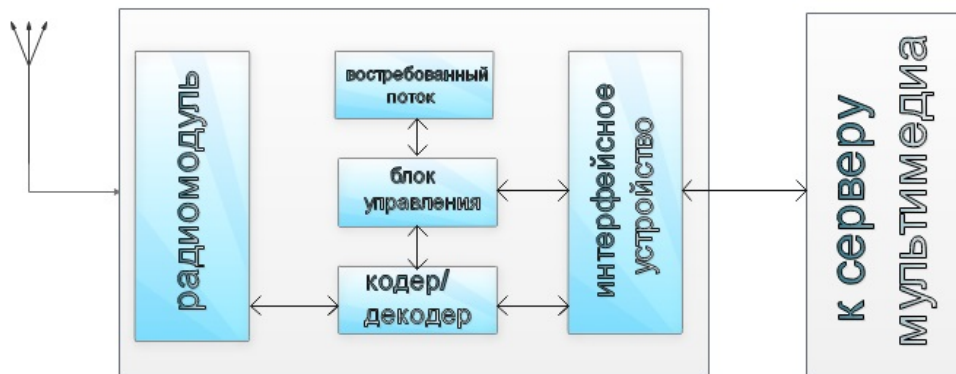 радиомодуль
востребованный
поток
блок
управления
кодер/
декодер
интерфейсное
устройство
к серверу
мультимедиа